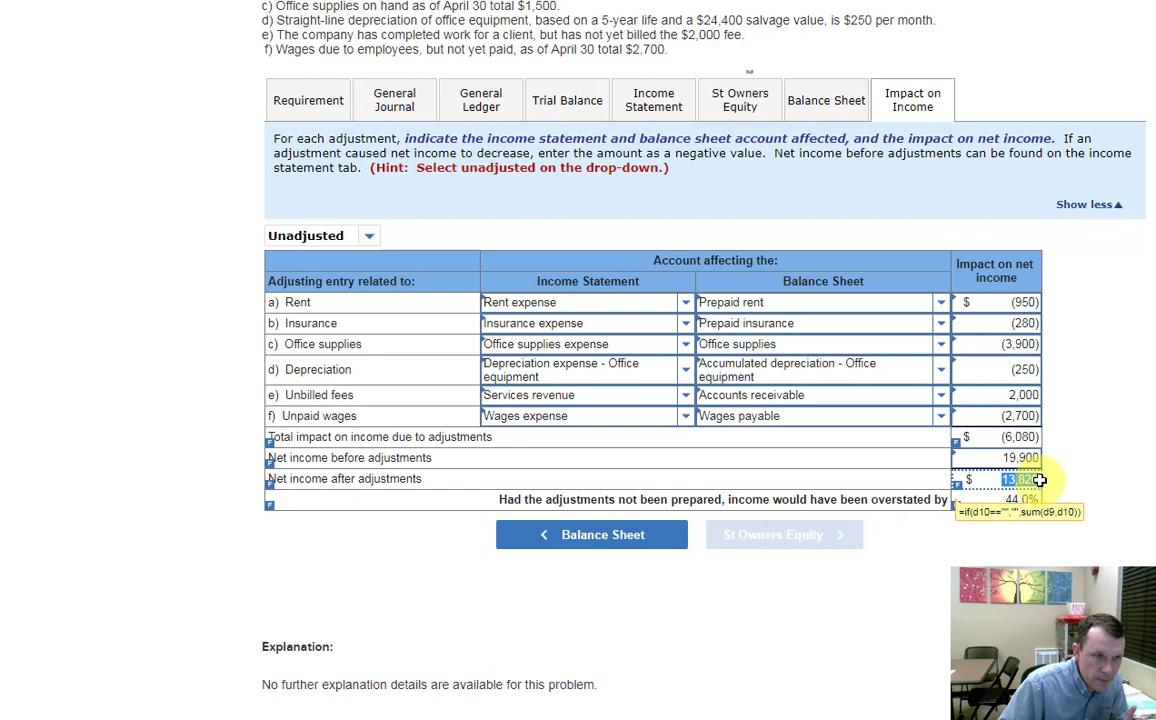 c) Office supplies on hand as of April 30 total $1,500.
d) Straight-line depreciation of office equipment, based on a 5-year life and a $24,400 salvage value, is $250 per month.
e) The company has completed work for a client, but has not yet billed the $2,000 fee.
f) Wages due to employees, but not yet paid, as of April 30 total $2,700.
Requirement
General Journal
General Ledger
Trial Balance
Income Statement
St Owners Equity
Balance Sheet
Impact on Income
For each adjustment, indicate the income statement and balance sheet account affected, and the impact on net income. If an
adjustment caused net income to decrease, enter the amount as a negative value. Net income before adjustments can be found on the income
statement tab. (Hint: Select unadjusted on the drop-down.)
Show less▲
Unadjusted
Account affecting the:
Impact on net income
Adjusting entry related to: Income Statement Balance Sheet
a) Rent Rent expense Prepaid rent $ (950)
b) Insurance Insurance expense Prepaid insurance (280)
c) Office supplies Office supplies expense Office supplies (3,900)
d) Depreciation Depreciation expense - Office equipment Accumulated depreciation - Office equipment (250)
e) Unbilled fees Services revenue Accounts receivable 2,000
f) Unpaid wages Wages expense Wages payable (2,700)
Total impact on income due to adjustments $ (6,080)
Net income before adjustments 19,900
Net income after adjustments $ 13,820
Had the adjustments not been prepared, income would have been overstated by 44.0%
=if(d10=="","",sum(d9,d10))
< Balance Sheet
St Owners Equity >
Explanation:
No further explanation details are available for this problem.